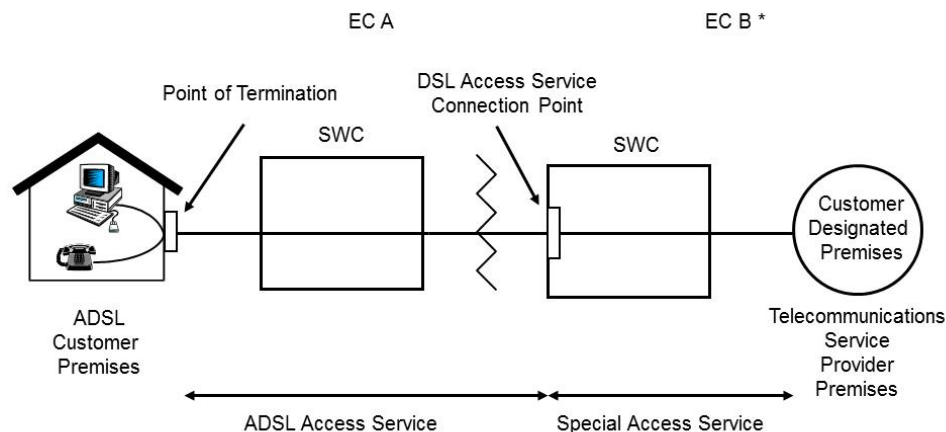 EC A
EC B *
Point of Termination
DSL Access Service
Connection Point
SWC
SWC
Customer
Designated
Premises
ADSL
Customer
Premises
Telecommunications
Service
Provider
Premises
ADSL Access Service
Special Access Service